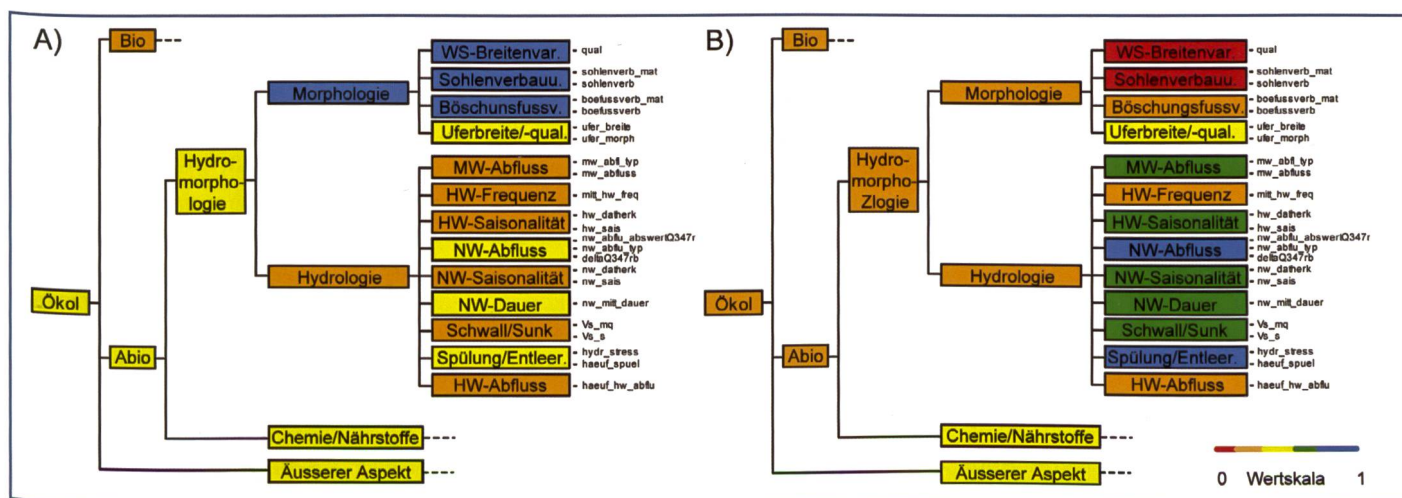 A)
Bio
WS-Breitenvar.
qual
Sohlenverbauu.
sohlenverb_mat
sohlenverb
Morphologie
Böschunsfussv.
boefussverb_mat
boefussverb
Uferbreite/-qual.
ufer_breite
ufer_morph
Hydro-
morpho-
logie
MW-Abfluss
mw_abfl_typ
mw_abfluss
HW-Frequenz
mitt_hw_freq
HW-Saisonalität
hw_datherk
hw_sais
NW-Abfluss
nw_abflu_abswertQ347r
nw_abflu_typ
deltaQ347rb
Hydrologie
NW-Saisonalität
nw_datherk
nw_sais
Ökol
NW-Dauer
nw_mitt_dauer
Schwall/Sunk
Vs_mq
Vs_s
Abio
Spülung/Entleer.
hydr_stress
haeuf_spuel
HW-Abfluss
haeuf_hw_abflu
Chemie/Nährstoffe
Äusserer Aspekt
B)
Bio
WS-Breitenvar.
qual
Sohlenverbauu.
sohlenverb_mat
sohlenverb
Morphologie
Böschungsfussv.
boefussverb_mat
boefussverb
Uferbreite/-qual.
ufer_breite
ufer_morph
Hydro-
morpho-
Zlogie
MW-Abfluss
mw_abfl_typ
mw_abfluss
HW-Frequenz
mitt_hw_freq
HW-Saisonalität
hw_datherk
hw_sais
NW-Abfluss
nw_abflu_abswertQ347r
nw_abflu_typ
deltaQ347rb
Hydrologie
NW-Saisonalität
nw_datherk
nw_sais
Ökol
NW-Dauer
nw_mitt_dauer
Schwall/Sunk
Vs_mq
Vs_s
Abio
Spülung/Entleer.
hydr_stress
haeuf_spuel
HW-Abfluss
haeuf_hw_abflu
Chemie/Nährstoffe
Äusserer Aspekt
0 Wertskala 1